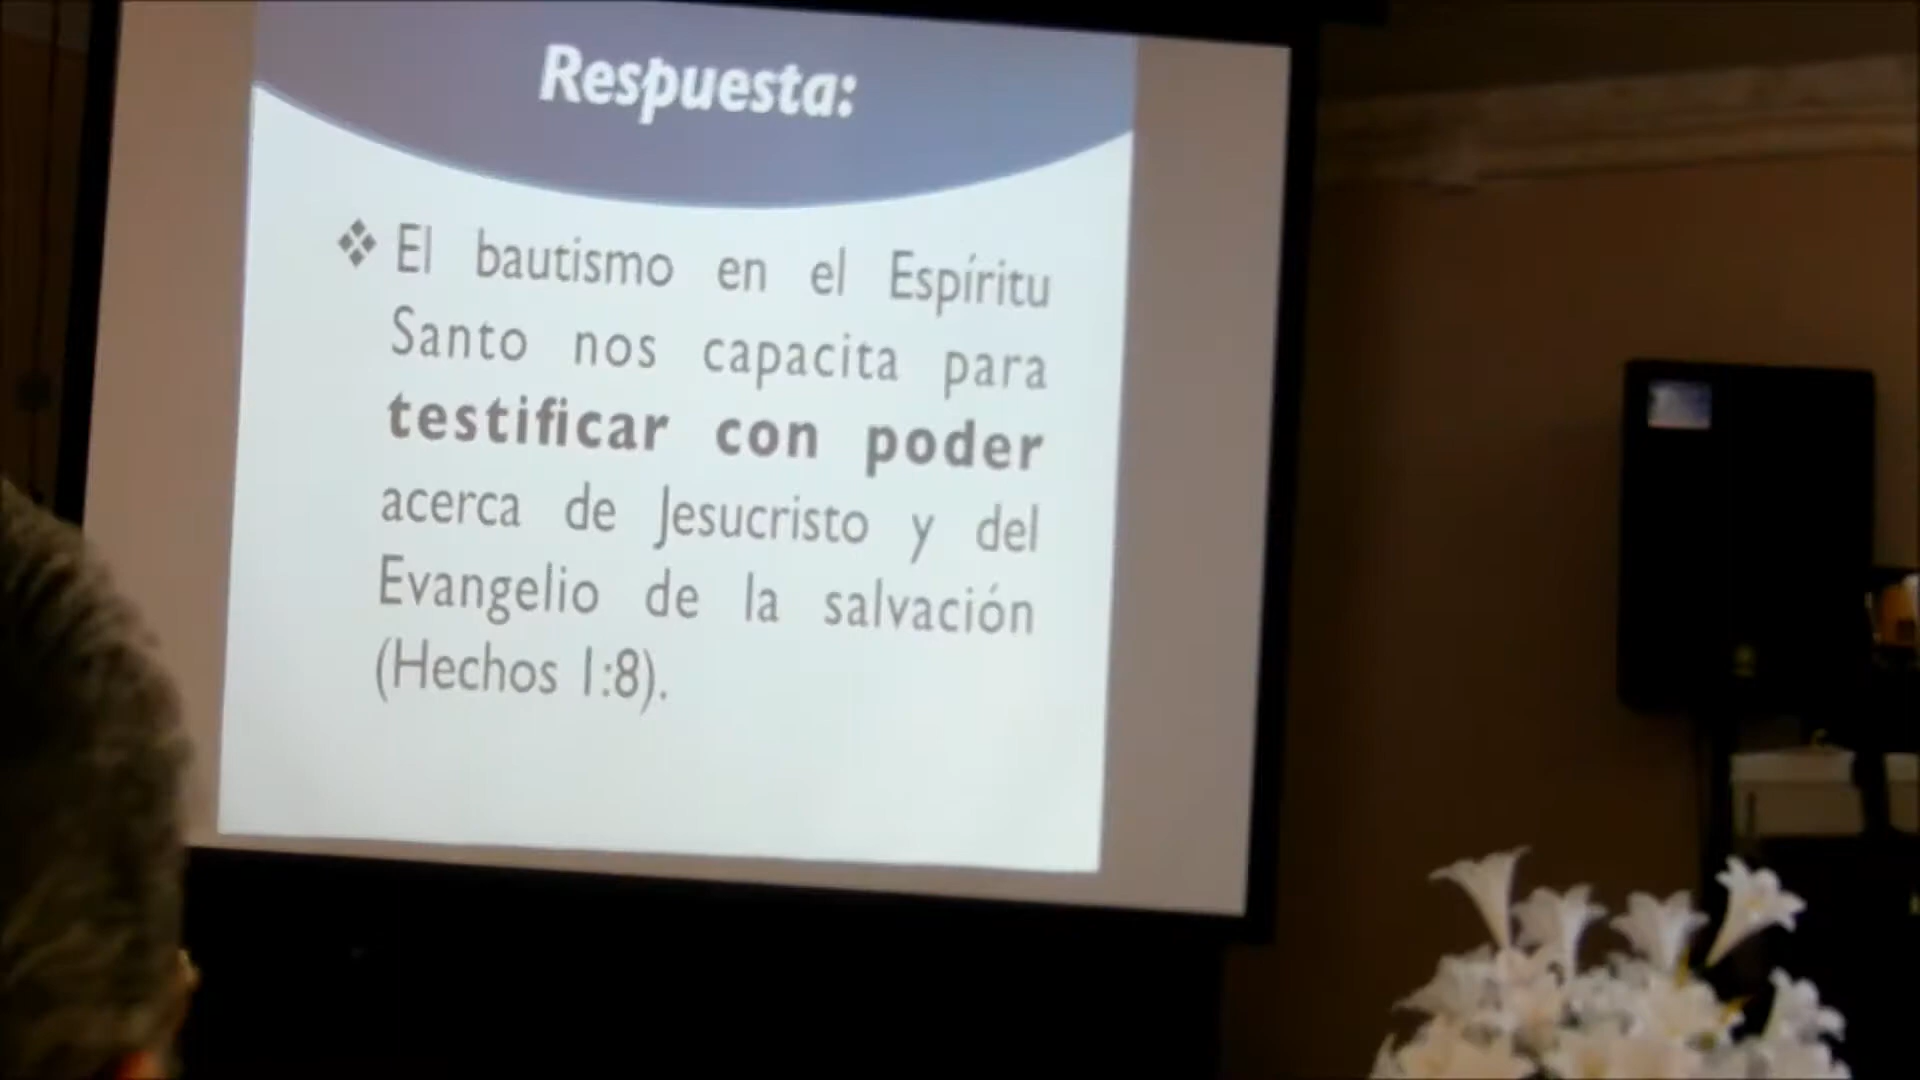 Respuesta:
❖ El bautismo en el Espíritu
Santo nos capacita para
testificar con poder
acerca de Jesucristo y del
Evangelio de la salvación
(Hechos 1:8).